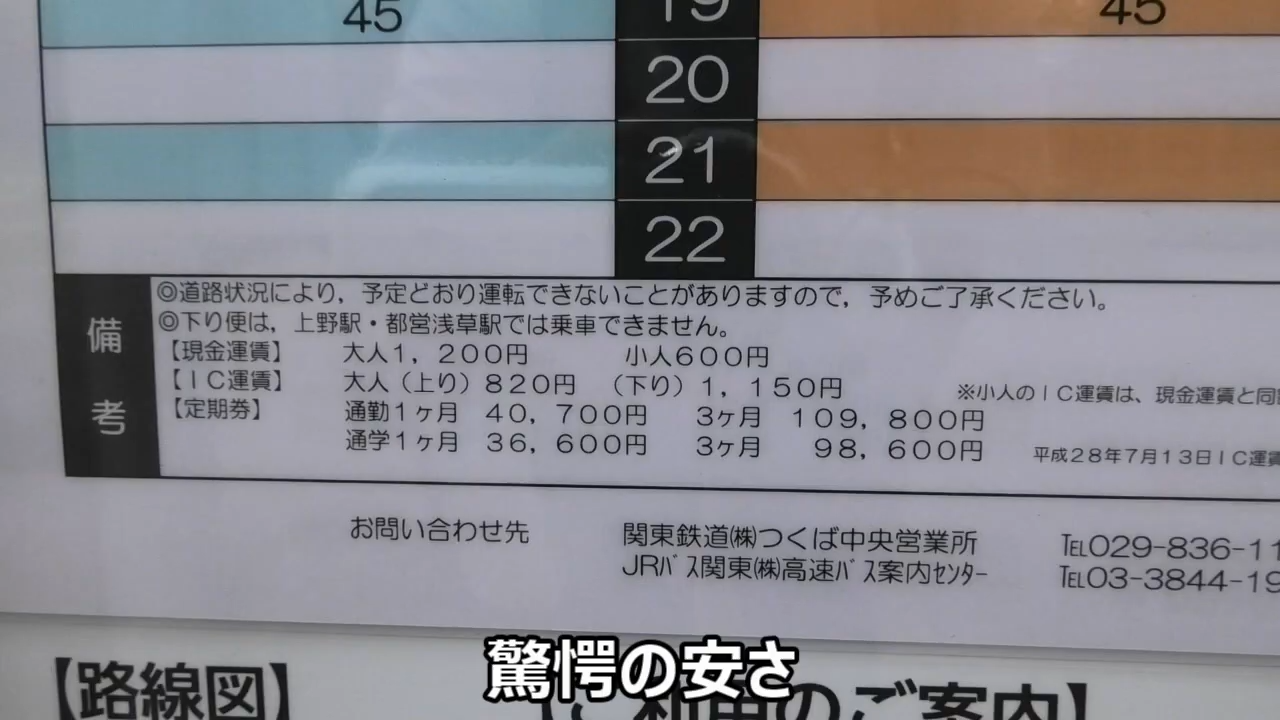 45 19 45
20
21
22
備考
◎道路状況により，予定どおり運転できないことがありますので，予めご了承ください。
◎下り便は，上野駅・都営浅草駅では乗車できません。
【現金運賃】 大人1，200円 小人600円
【IC運賃】 大人（上り）820円 （下り）1，150円 ※小人のIC運賃は、現金運賃と同
【定期券】 通勤1ヶ月 40，700円 3ヶ月 109，800円
通学1ヶ月 36，600円 3ヶ月 98，600円 平成28年7月13日IC運賃
お問い合わせ先 関東鉄道㈱つくば中央営業所 ℡029-836-11
JRバス関東㈱高速バス案内センター ℡03-3844-19
驚愕の安さ
【路線図】 【ご利用のご案内】